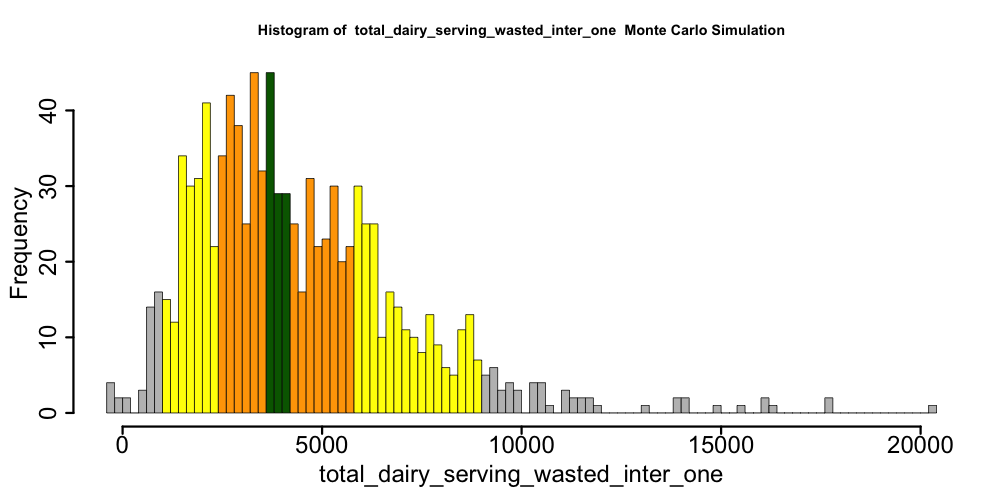 Histogram of  total_dairy_serving_wasted_inter_one  Monte Carlo Simulation
Frequency
40
30
20
10
0
0 5000 10000 15000 20000
total_dairy_serving_wasted_inter_one